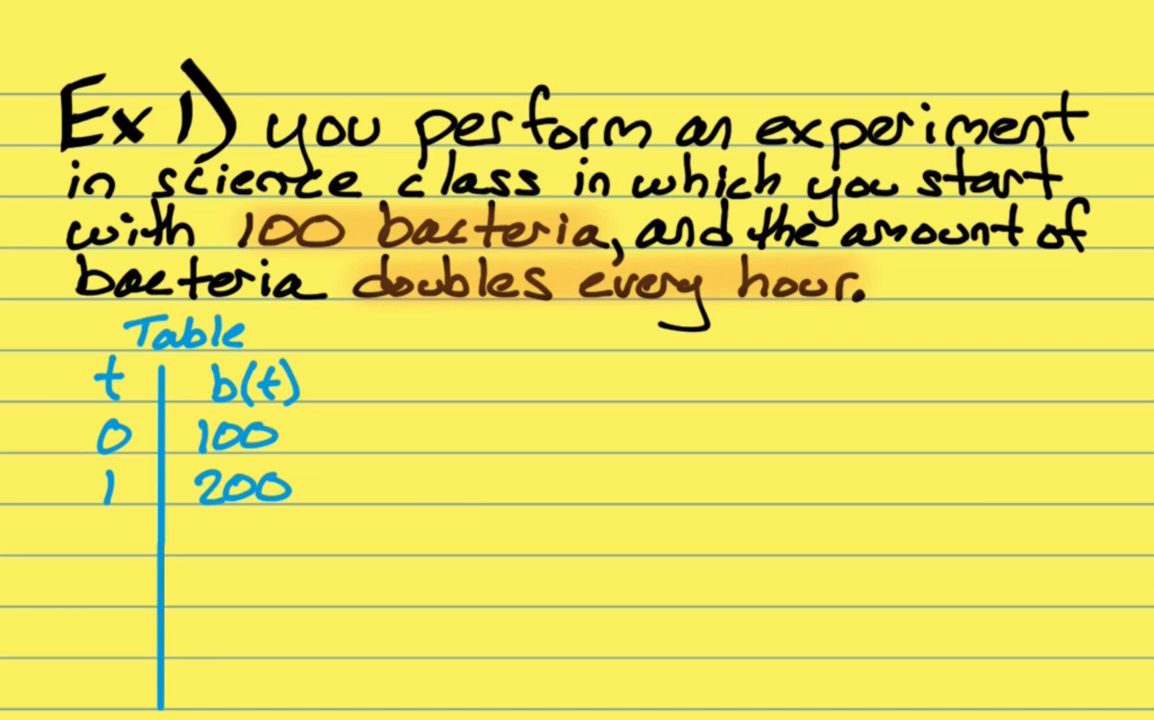 Ex 1) you perform an experiment
in science class in which you start
with 100 bacteria, and the amount of
bacteria doubles every hour.
Table
t b(t)
0 100
1 200